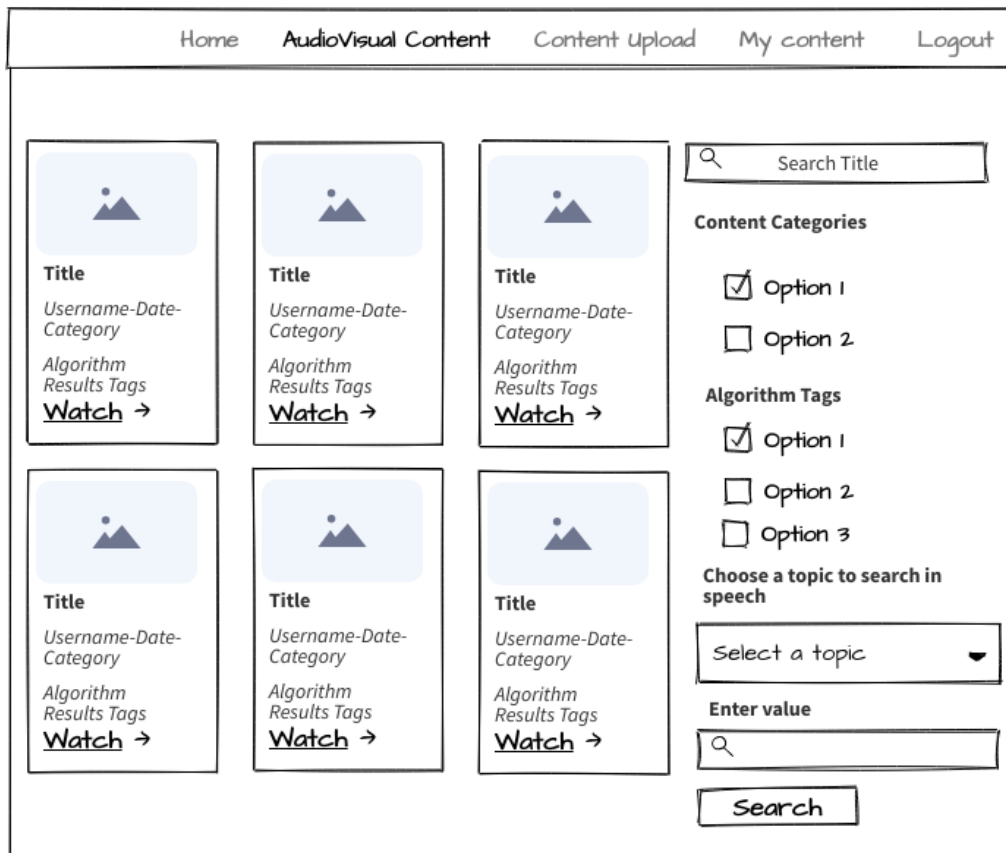 Home AudioVisual Content Content Upload My content Logout
Title
Username-Date-
Category
Algorithm
Results Tags
Watch →
Title
Username-Date-
Category
Algorithm
Results Tags
Watch →
Title
Username-Date-
Category
Algorithm
Results Tags
Watch →
Title
Username-Date-
Category
Algorithm
Results Tags
Watch →
Title
Username-Date-
Category
Algorithm
Results Tags
Watch →
Title
Username-Date-
Category
Algorithm
Results Tags
Watch →
Search Title
Content Categories
Option 1
Option 2
Algorithm Tags
Option 1
Option 2
Option 3
Choose a topic to search in
speech
Select a topic
Enter value
Search